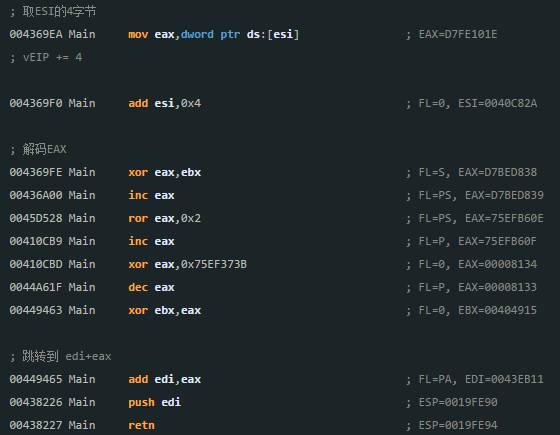 ; 取ESI的4字节
004369EA Main mov eax,dword ptr ds:[esi] ; EAX=D7FE101E
; vEIP += 4
004369F0 Main add esi,0x4 ; FL=0, ESI=0040C82A
; 解码EAX
004369FE Main xor eax,ebx ; FL=S, EAX=D7BED838
00436A00 Main inc eax ; FL=PS, EAX=D7BED839
0045D528 Main ror eax,0x2 ; FL=PS, EAX=75EFB60E
00410CB9 Main inc eax ; FL=P, EAX=75EFB60F
00410CBD Main xor eax,0x75EF373B ; FL=0, EAX=00008134
0044A61F Main dec eax ; FL=P, EAX=00008133
00449463 Main xor ebx,eax ; FL=0, EBX=00404915
; 跳转到 edi+eax
00449465 Main add edi,eax ; FL=PA, EDI=0043EB11
00438226 Main push edi ; ESP=0019FE90
00438227 Main retn ; ESP=0019FE94